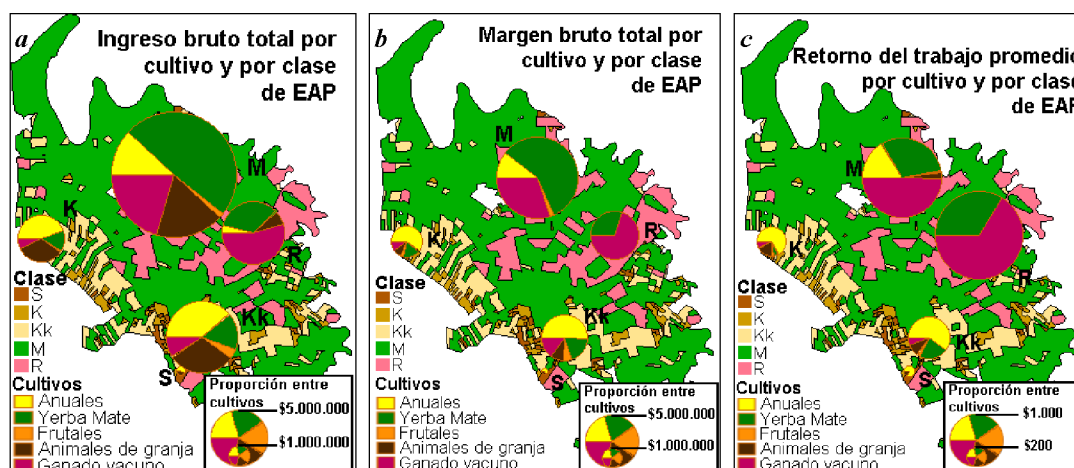 a
Ingreso bruto total por
cultivo y por clase
de EAP
M
K
R
Kk
S
Clase
S
K
Kk
M
R
Cultivos
Anuales
Yerba Mate
Frutales
Animales de granja
Ganado vacuno
Proporción entre
cultivos
$5.000.000
$1.000.000
b
Margen bruto total por
cultivo y por clase
de EAP
M
R
K
Kk
S
Clase
S
K
Kk
M
R
Cultivos
Anuales
Yerba Mate
Frutales
Animales de granja
Ganado vacuno
Proporción entre
cultivos
$5.000.000
$1.000.000
c
Retorno del trabajo promedio
por cultivo y por clase
de EAP
M
K
R
Kk
S
Clase
S
K
Kk
M
R
Cultivos
Anuales
Yerba Mate
Frutales
Animales de granja
Ganado vacuno
Proporción entre
cultivos
$1.000
$200